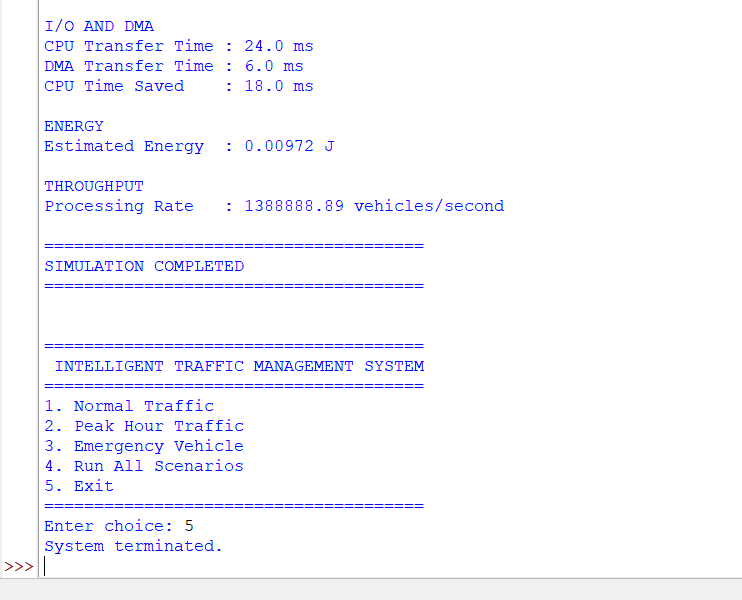 I/O AND DMA
CPU Transfer Time : 24.0 ms
DMA Transfer Time : 6.0 ms
CPU Time Saved    : 18.0 ms

ENERGY
Estimated Energy  : 0.00972 J

THROUGHPUT
Processing Rate   : 1388888.89 vehicles/second

======================================
SIMULATION COMPLETED
======================================


======================================
 INTELLIGENT TRAFFIC MANAGEMENT SYSTEM
======================================
1. Normal Traffic
2. Peak Hour Traffic
3. Emergency Vehicle
4. Run All Scenarios
5. Exit
======================================
Enter choice: 5
System terminated.
>>>